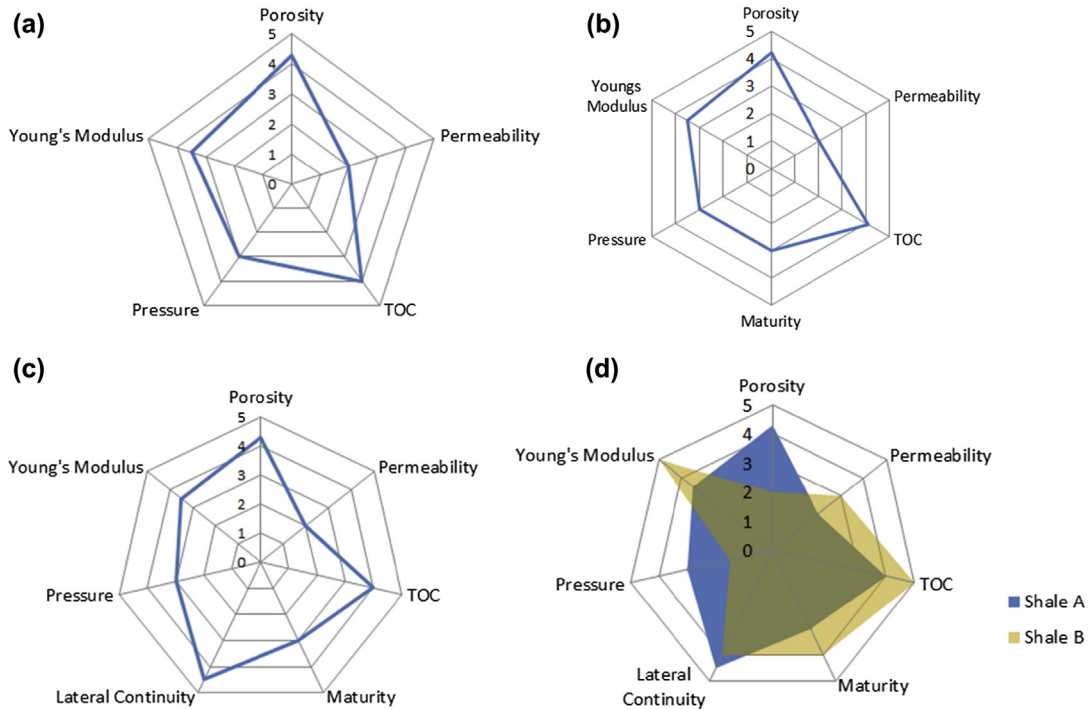 (a)
Porosity
5
4
3
2
1
0
Young's Modulus
Permeability
Pressure
TOC
(b)
Porosity
5
4
3
2
1
0
Youngs
Modulus
Permeability
Pressure
TOC
Maturity
(c)
Porosity
5
4
3
2
1
0
Young's Modulus
Permeability
Pressure
TOC
Lateral Continuity
Maturity
(d)
Porosity
5
4
3
2
1
0
Young's Modulus
Permeability
Pressure
TOC
Lateral
Continuity
Maturity
Shale A
Shale B